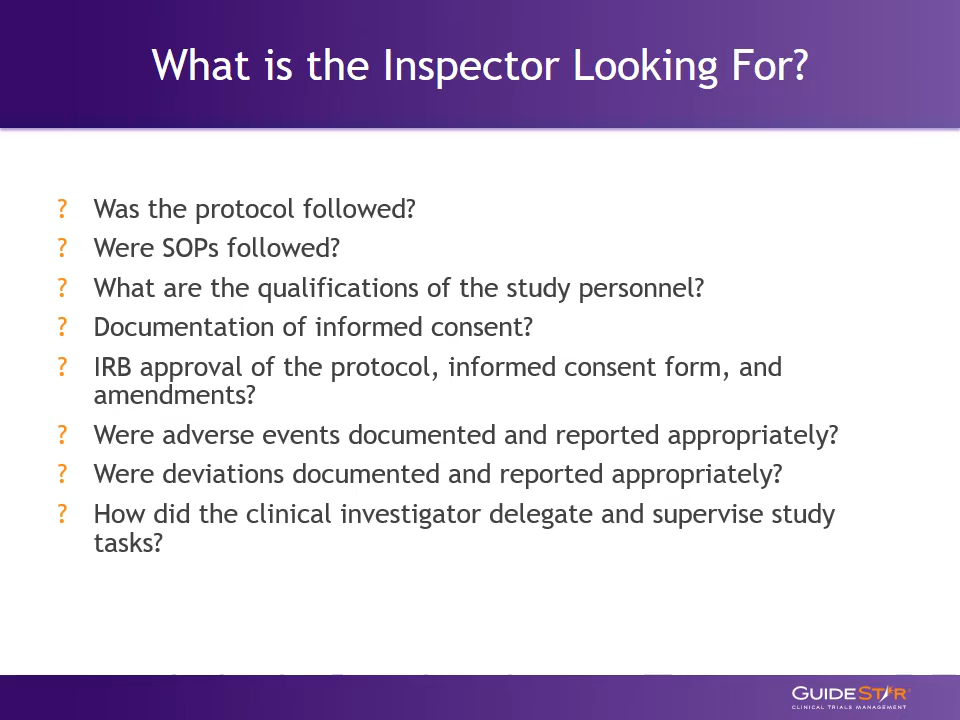 What is the Inspector Looking For?
? Was the protocol followed?
? Were SOPs followed?
? What are the qualifications of the study personnel?
? Documentation of informed consent?
? IRB approval of the protocol, informed consent form, and
amendments?
? Were adverse events documented and reported appropriately?
? Were deviations documented and reported appropriately?
? How did the clinical investigator delegate and supervise study
tasks?
GUIDESTAR
CLINICAL TRIALS MANAGEMENT